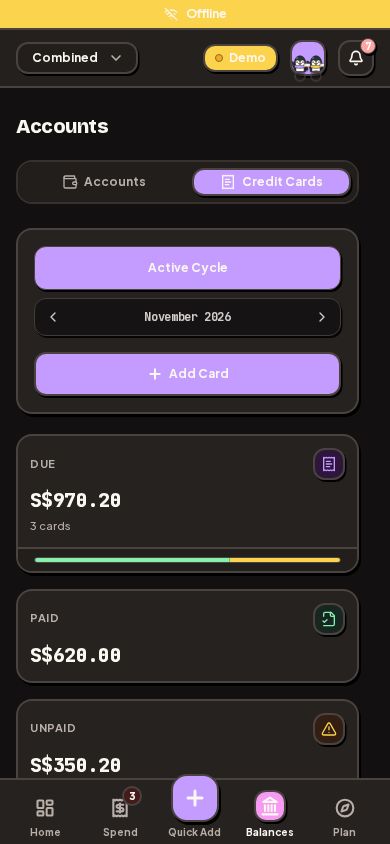 Offline
Combined
Demo
7
Accounts
Accounts
Credit Cards
Active Cycle
November 2026
Add Card
DUE
S$970.20
3 cards
PAID
S$620.00
UNPAID
S$350.20
3
Home
Spend
Quick Add
Balances
Plan